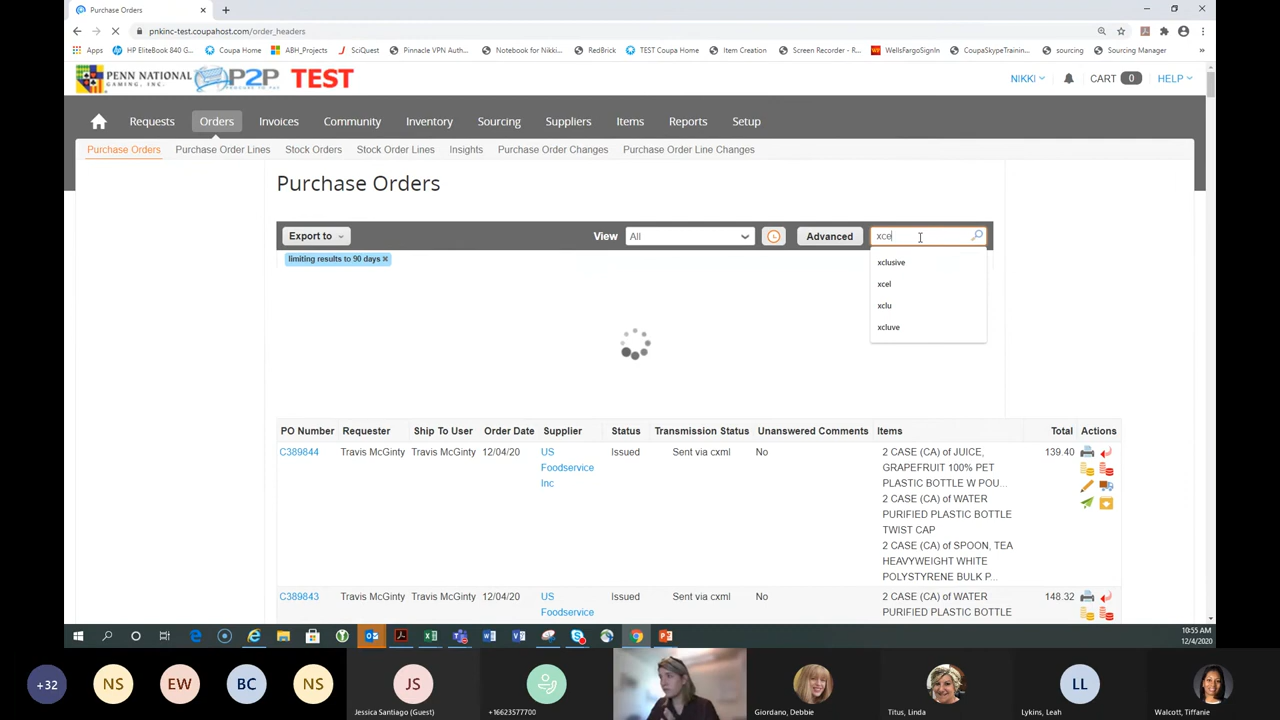 Purchase Orders
pnkinc-test.coupahost.com/order_headers
Apps HP EliteBook 840 G... Coupa Home ABH_Projects SciQuest Pinnacle VPN Auth... Notebook for Nikki... RedBrick TEST Coupa Home Item Creation Screen Recorder - R... WellsFargoSignIn CoupaSkypeTrainin... sourcing Sourcing Manager »
PENN NATIONAL GAMING, INC. P2P PROCURE TO PAY TEST
NIKKI CART 0 HELP
Requests Orders Invoices Community Inventory Sourcing Suppliers Items Reports Setup
Purchase Orders Purchase Order Lines Stock Orders Stock Order Lines Insights Purchase Order Changes Purchase Order Line Changes
Purchase Orders
Export to View All Advanced xce
limiting results to 90 days
xclusive
xcel
xclu
xcluve
PO Number Requester Ship To User Order Date Supplier Status Transmission Status Unanswered Comments Items Total Actions
C389844 Travis McGinty Travis McGinty 12/04/20 US Issued Sent via cxml No 2 CASE (CA) of JUICE, 139.40
Foodservice GRAPEFRUIT 100% PET
Inc PLASTIC BOTTLE W POU...
2 CASE (CA) of WATER
PURIFIED PLASTIC BOTTLE
TWIST CAP
2 CASE (CA) of SPOON, TEA
HEAVYWEIGHT WHITE
POLYSTYRENE BULK P...
C389843 Travis McGinty Travis McGinty 12/04/20 US Issued Sent via cxml No 2 CASE (CA) of WATER 148.32
Foodservice PURIFIED PLASTIC BOTTLE
10:55 AM
12/4/2020
+32 NS EW BC NS JS LL
Jessica Santiago (Guest) +16623577700 Giordano, Debbie Titus, Linda Lykins, Leah Walcott, Tiffanie